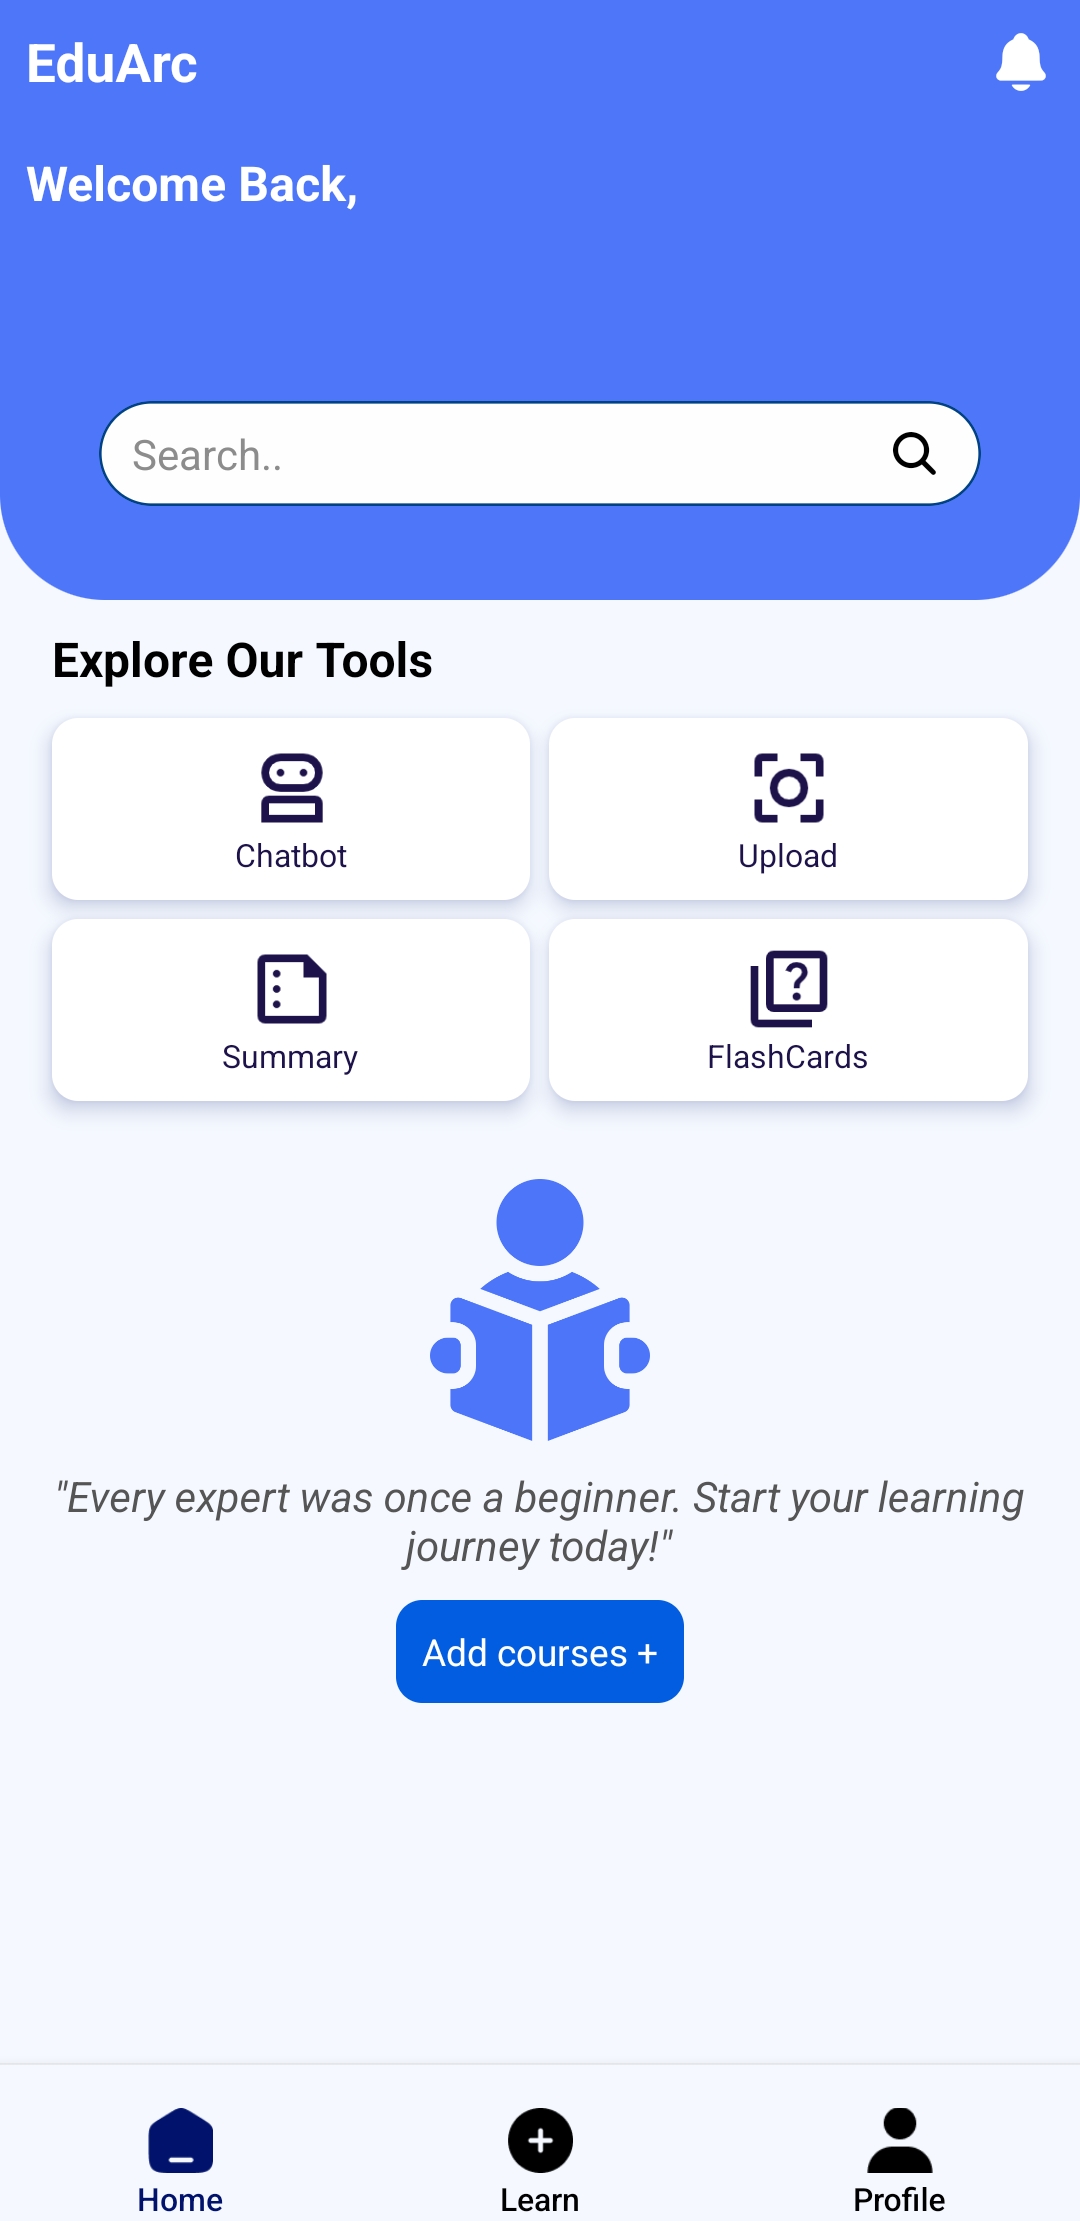 EduArc
Welcome Back,
Search..
Explore Our Tools
Chatbot
Upload
Summary
FlashCards
"Every expert was once a beginner. Start your learning
journey today!"
Add courses +
Home
Learn
Profile